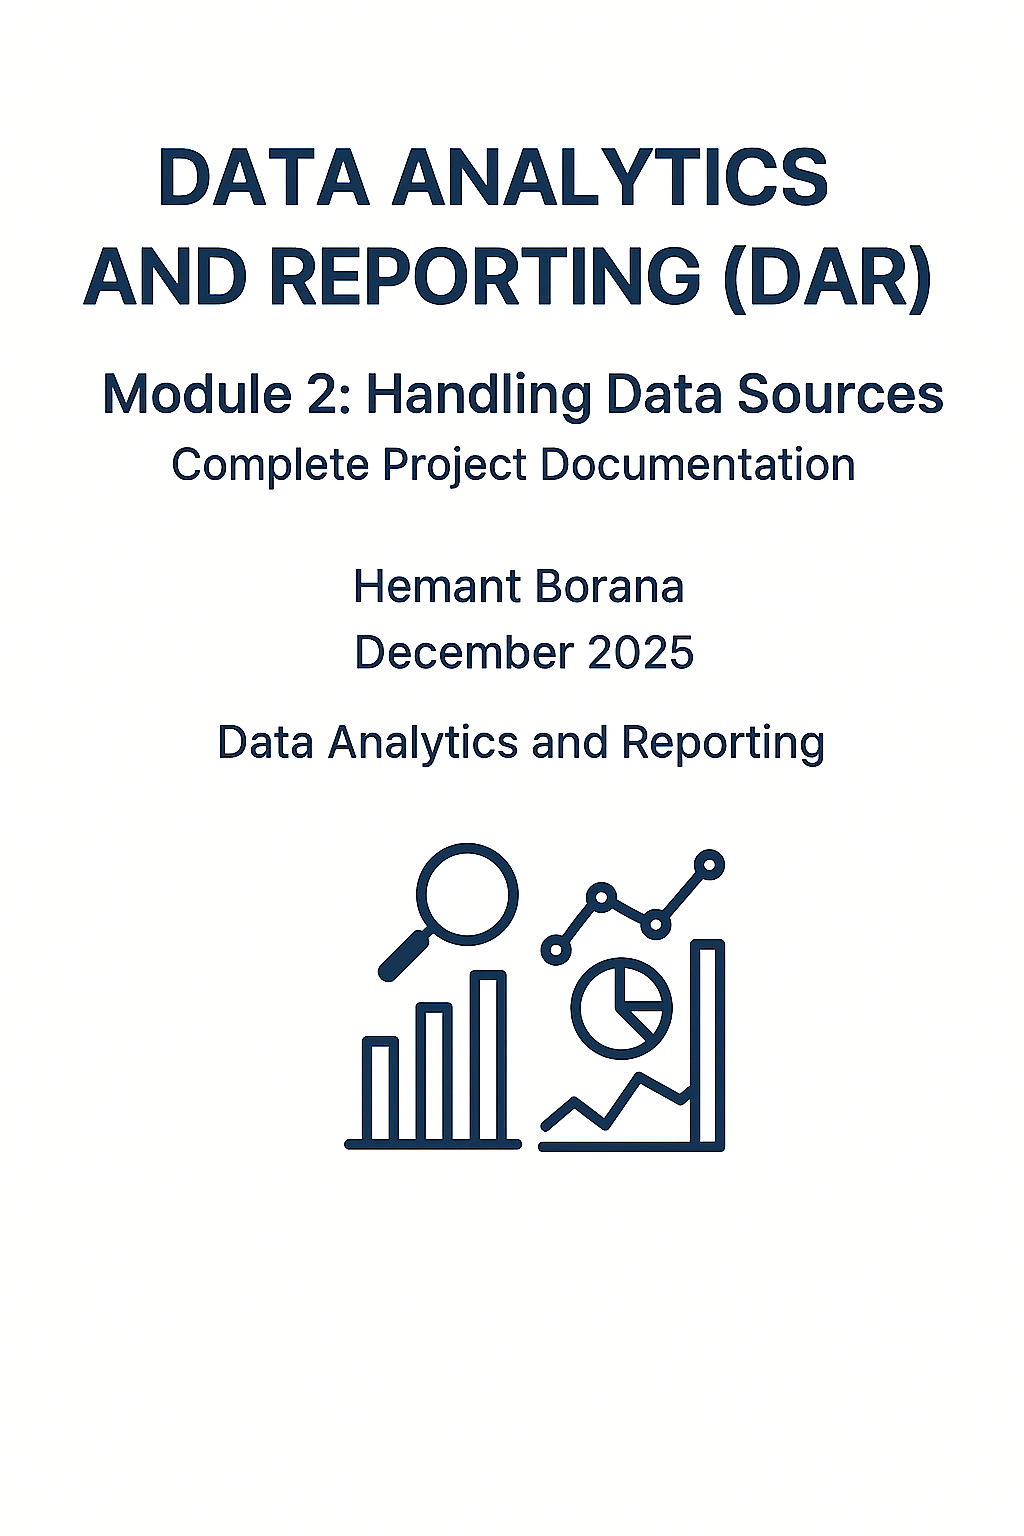 DATA ANALYTICS
AND REPORTING (DAR)
Module 2: Handling Data Sources
Complete Project Documentation
Hemant Borana
December 2025
Data Analytics and Reporting